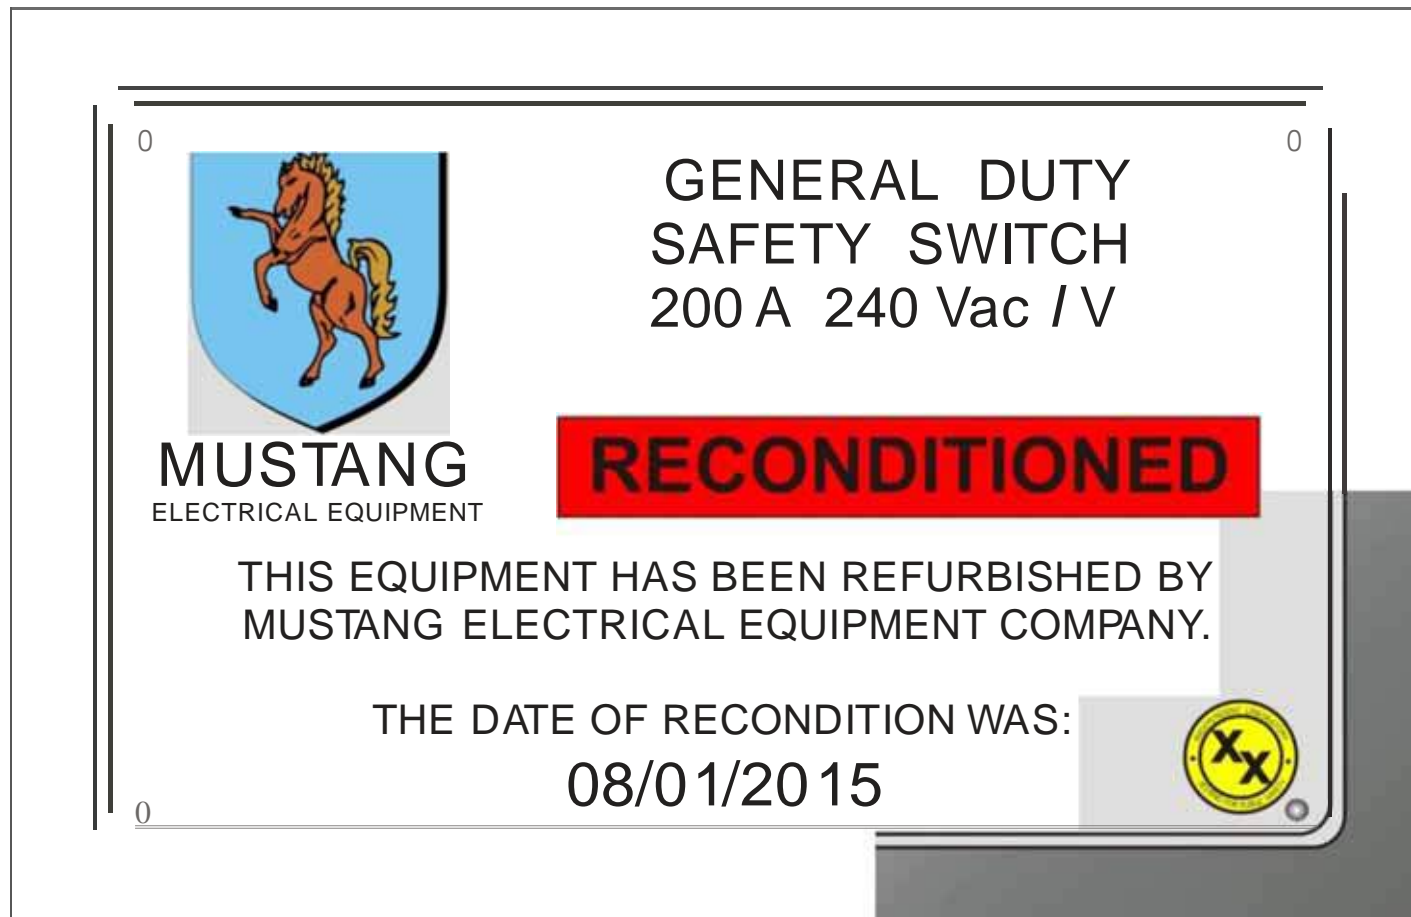 0
0
GENERAL DUTY
SAFETY SWITCH
200 A 240 Vac / V
MUSTANG
ELECTRICAL EQUIPMENT
RECONDITIONED
THIS EQUIPMENT HAS BEEN REFURBISHED BY
MUSTANG ELECTRICAL EQUIPMENT COMPANY.
THE DATE OF RECONDITION WAS:
08/01/2015
XX
0